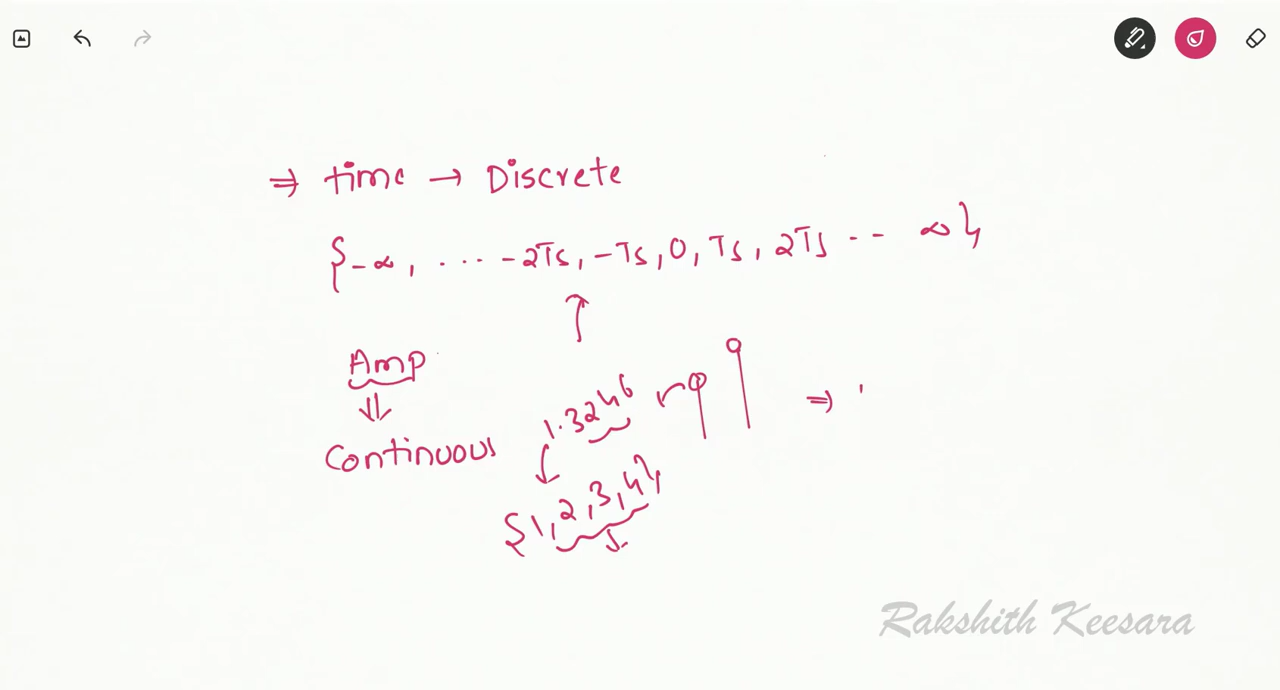 ⇒ time → Discrete
{-∞, ... -2Ts, -Ts, 0, Ts, 2Ts -- ∞}
Amp
⇓
Continuous
1.3246
⇒
{1,2,3,4}
Rakshith Keesara